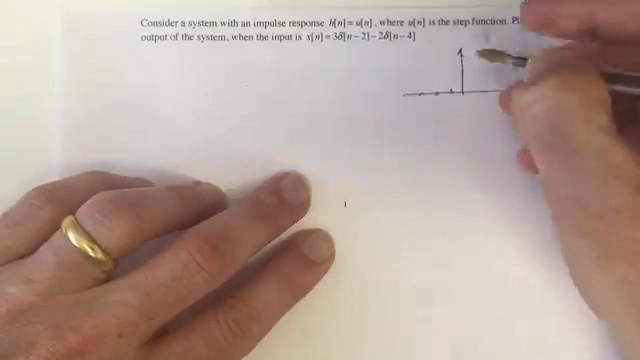 Consider a system with an impulse response h[n] = u[n], where u[n] is the step function.
output of the system, when the input is x[n] = 3δ[n−2]−2δ[n−4]
1